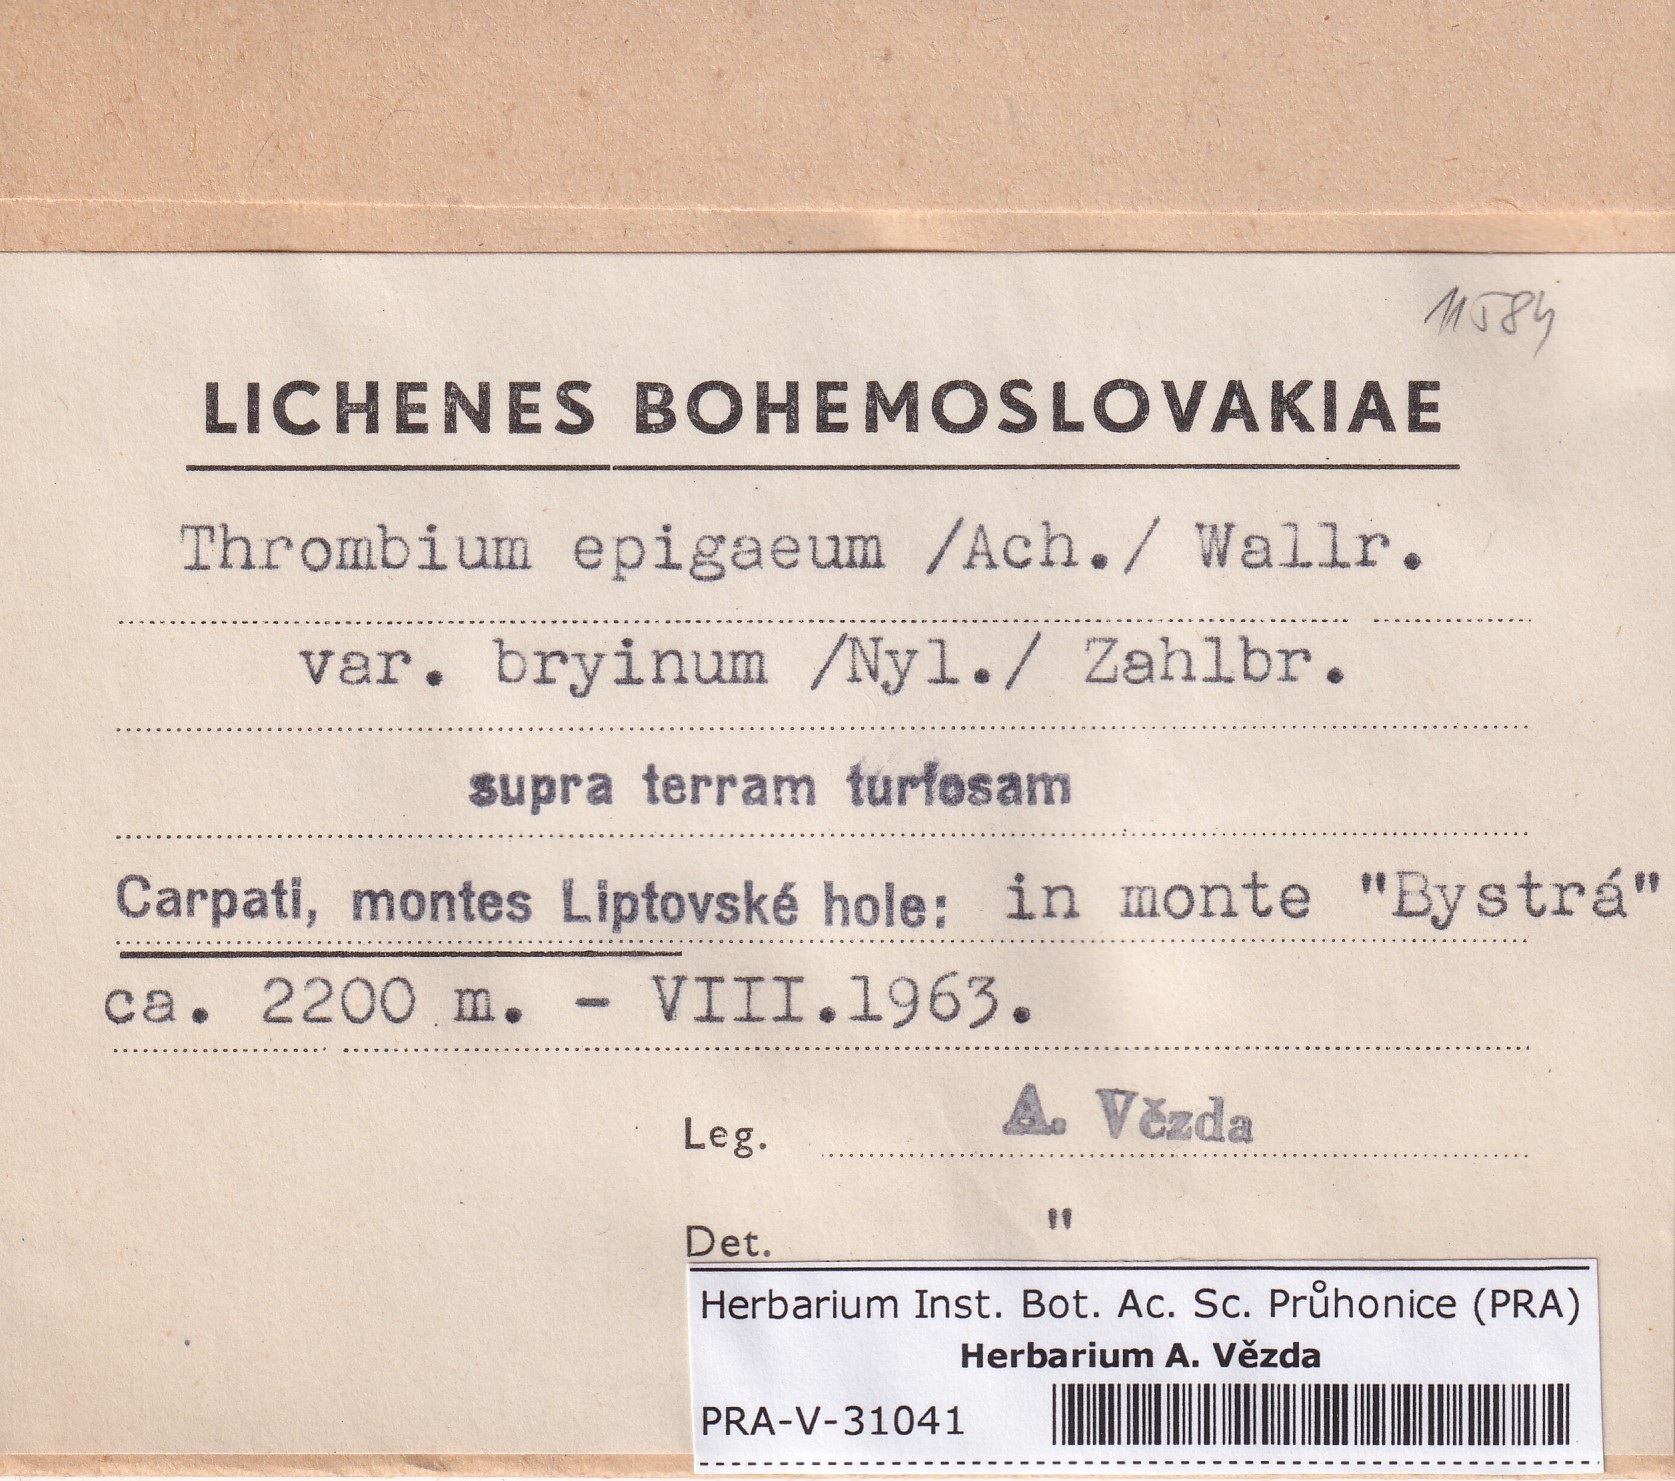 11584
LICHENES BOHEMOSLOVAKIAE
Thrombium epigaeum /Ach./ Wallr.
var. bryinum /Nyl./ Zahlbr.
supra terram turfosam
Carpati, montes Liptovské hole: in monte "Bystrá"
ca. 2200 m. - VIII.1963.
Leg. A. Vězda
Det. "
Herbarium Inst. Bot. Ac. Sc. Průhonice (PRA)
Herbarium A. Vězda
PRA-V-31041